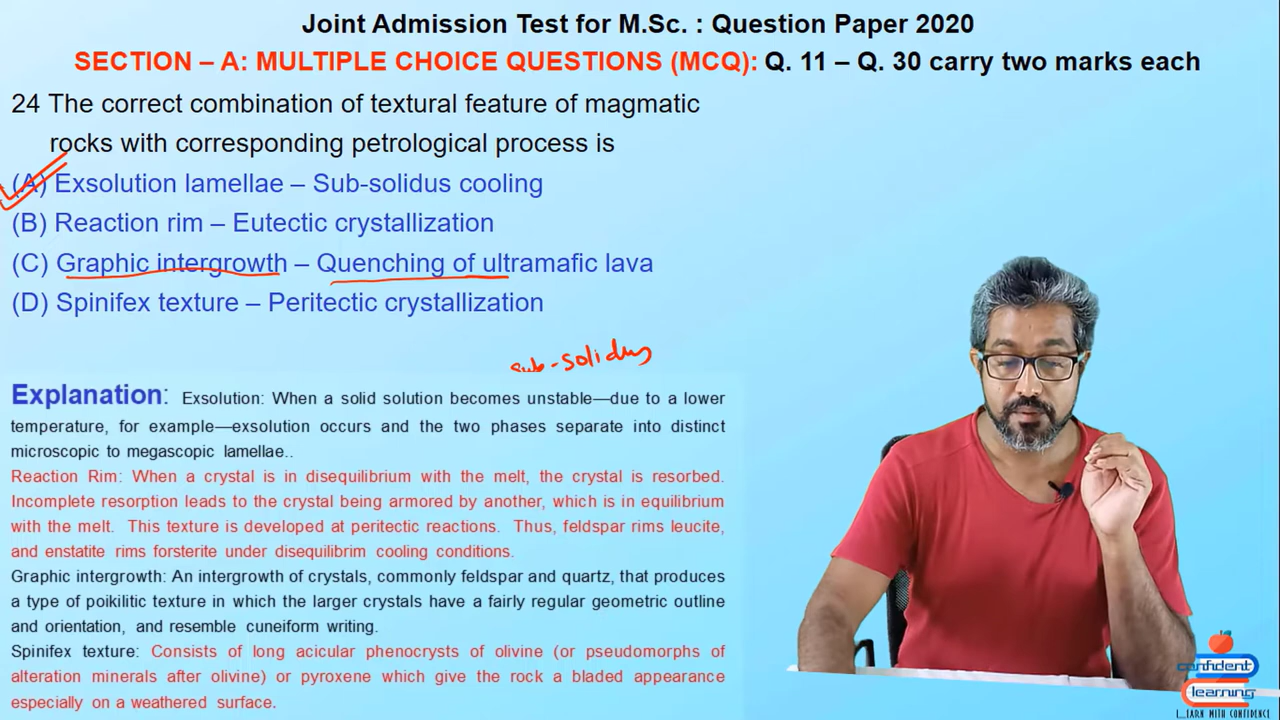 Joint Admission Test for M.Sc. : Question Paper 2020
SECTION – A: MULTIPLE CHOICE QUESTIONS (MCQ): Q. 11 – Q. 30 carry two marks each
24 The correct combination of textural feature of magmatic
rocks with corresponding petrological process is
(A) Exsolution lamellae – Sub-solidus cooling
(B) Reaction rim – Eutectic crystallization
(C) Graphic intergrowth – Quenching of ultramafic lava
(D) Spinifex texture – Peritectic crystallization
sub-solidus
Explanation: Exsolution: When a solid solution becomes unstable—due to a lower
temperature, for example—exsolution occurs and the two phases separate into distinct
microscopic to megascopic lamellae..
Reaction Rim: When a crystal is in disequilibrium with the melt, the crystal is resorbed.
Incomplete resorption leads to the crystal being armored by another, which is in equilibrium
with the melt. This texture is developed at peritectic reactions. Thus, feldspar rims leucite,
and enstatite rims forsterite under disequilibrim cooling conditions.
Graphic intergrowth: An intergrowth of crystals, commonly feldspar and quartz, that produces
a type of poikilitic texture in which the larger crystals have a fairly regular geometric outline
and orientation, and resemble cuneiform writing.
Spinifex texture: Consists of long acicular phenocrysts of olivine (or pseudomorphs of
alteration minerals after olivine) or pyroxene which give the rock a bladed appearance
especially on a weathered surface.
confident
learning
LEARN WITH CONFIDENCE